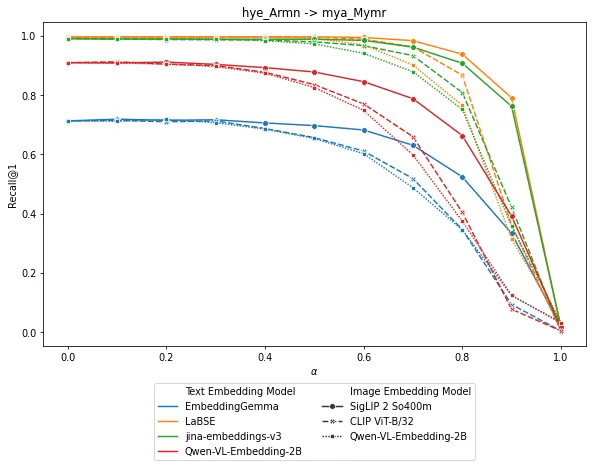 hye_Armn -> mya_Mymr
Recall@1
1.0
0.8
0.6
0.4
0.2
0.0
0.0 0.2 0.4 0.6 0.8 1.0
α
Text Embedding Model
EmbeddingGemma
LaBSE
jina-embeddings-v3
Qwen-VL-Embedding-2B
Image Embedding Model
SigLIP 2 So400m
CLIP ViT-B/32
Qwen-VL-Embedding-2B